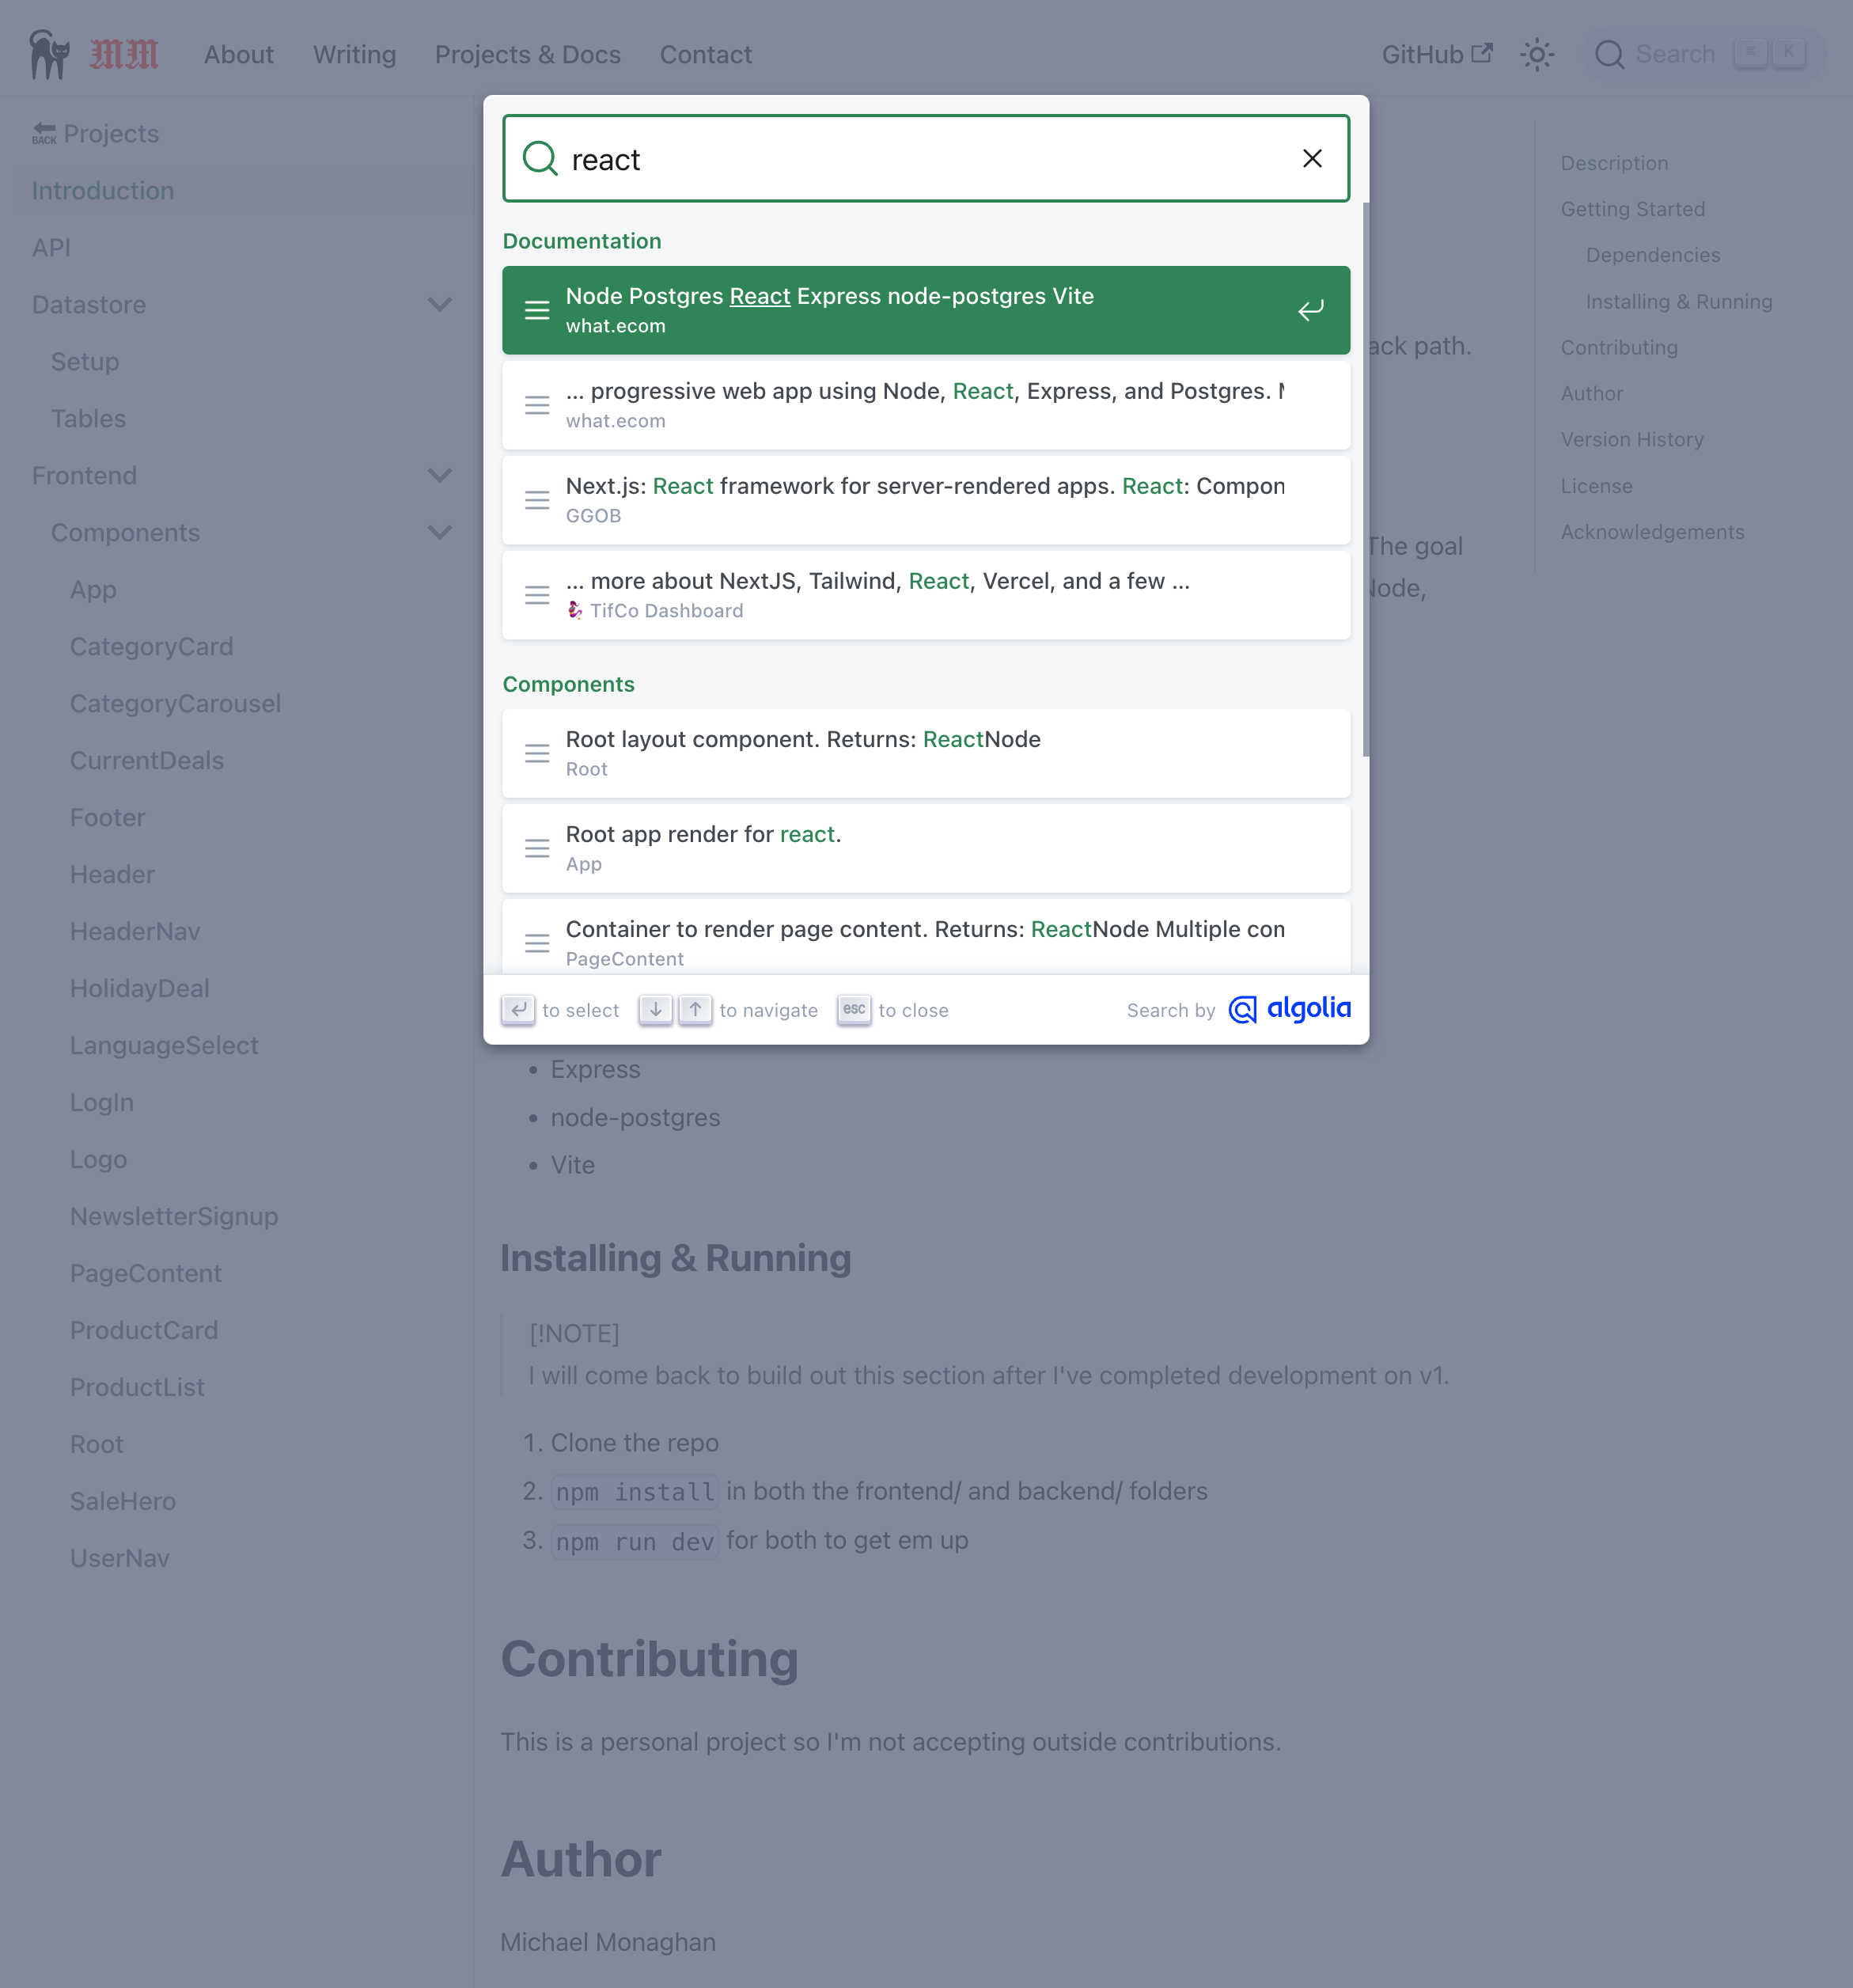 MM
About
Writing
Projects & Docs
Contact
GitHub
Search
⌘ K
BACK Projects
Introduction
API
Datastore
Setup
Tables
Frontend
Components
App
CategoryCard
CategoryCarousel
CurrentDeals
Footer
Header
HeaderNav
HolidayDeal
LanguageSelect
LogIn
Logo
NewsletterSignup
PageContent
ProductCard
ProductList
Root
SaleHero
UserNav
react
Documentation
Node Postgres React Express node-postgres Vite
what.ecom
... progressive web app using Node, React, Express, and Postgres.
what.ecom
Next.js: React framework for server-rendered apps. React: Compon
GGOB
... more about NextJS, Tailwind, React, Vercel, and a few ...
TifCo Dashboard
Components
Root layout component. Returns: ReactNode
Root
Root app render for react.
App
Container to render page content. Returns: ReactNode Multiple con
PageContent
to select
to navigate
esc to close
Search by algolia
ack path.
The goal
Node,
Express
node-postgres
Vite
Installing & Running
[!NOTE]
I will come back to build out this section after I've completed development on v1.
1. Clone the repo
2. npm install in both the frontend/ and backend/ folders
3. npm run dev for both to get em up
Contributing
This is a personal project so I'm not accepting outside contributions.
Author
Michael Monaghan
Description
Getting Started
Dependencies
Installing & Running
Contributing
Author
Version History
License
Acknowledgements